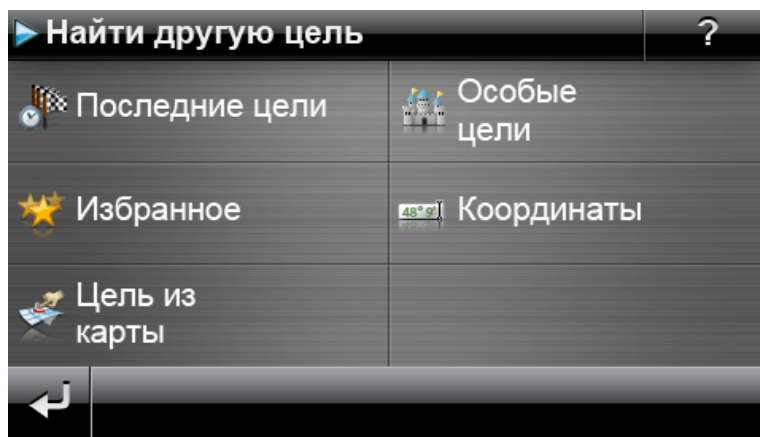 Найти другую цель
?
Последние цели
Особые
цели
Избранное
48° 9'
Координаты
Цель из
карты